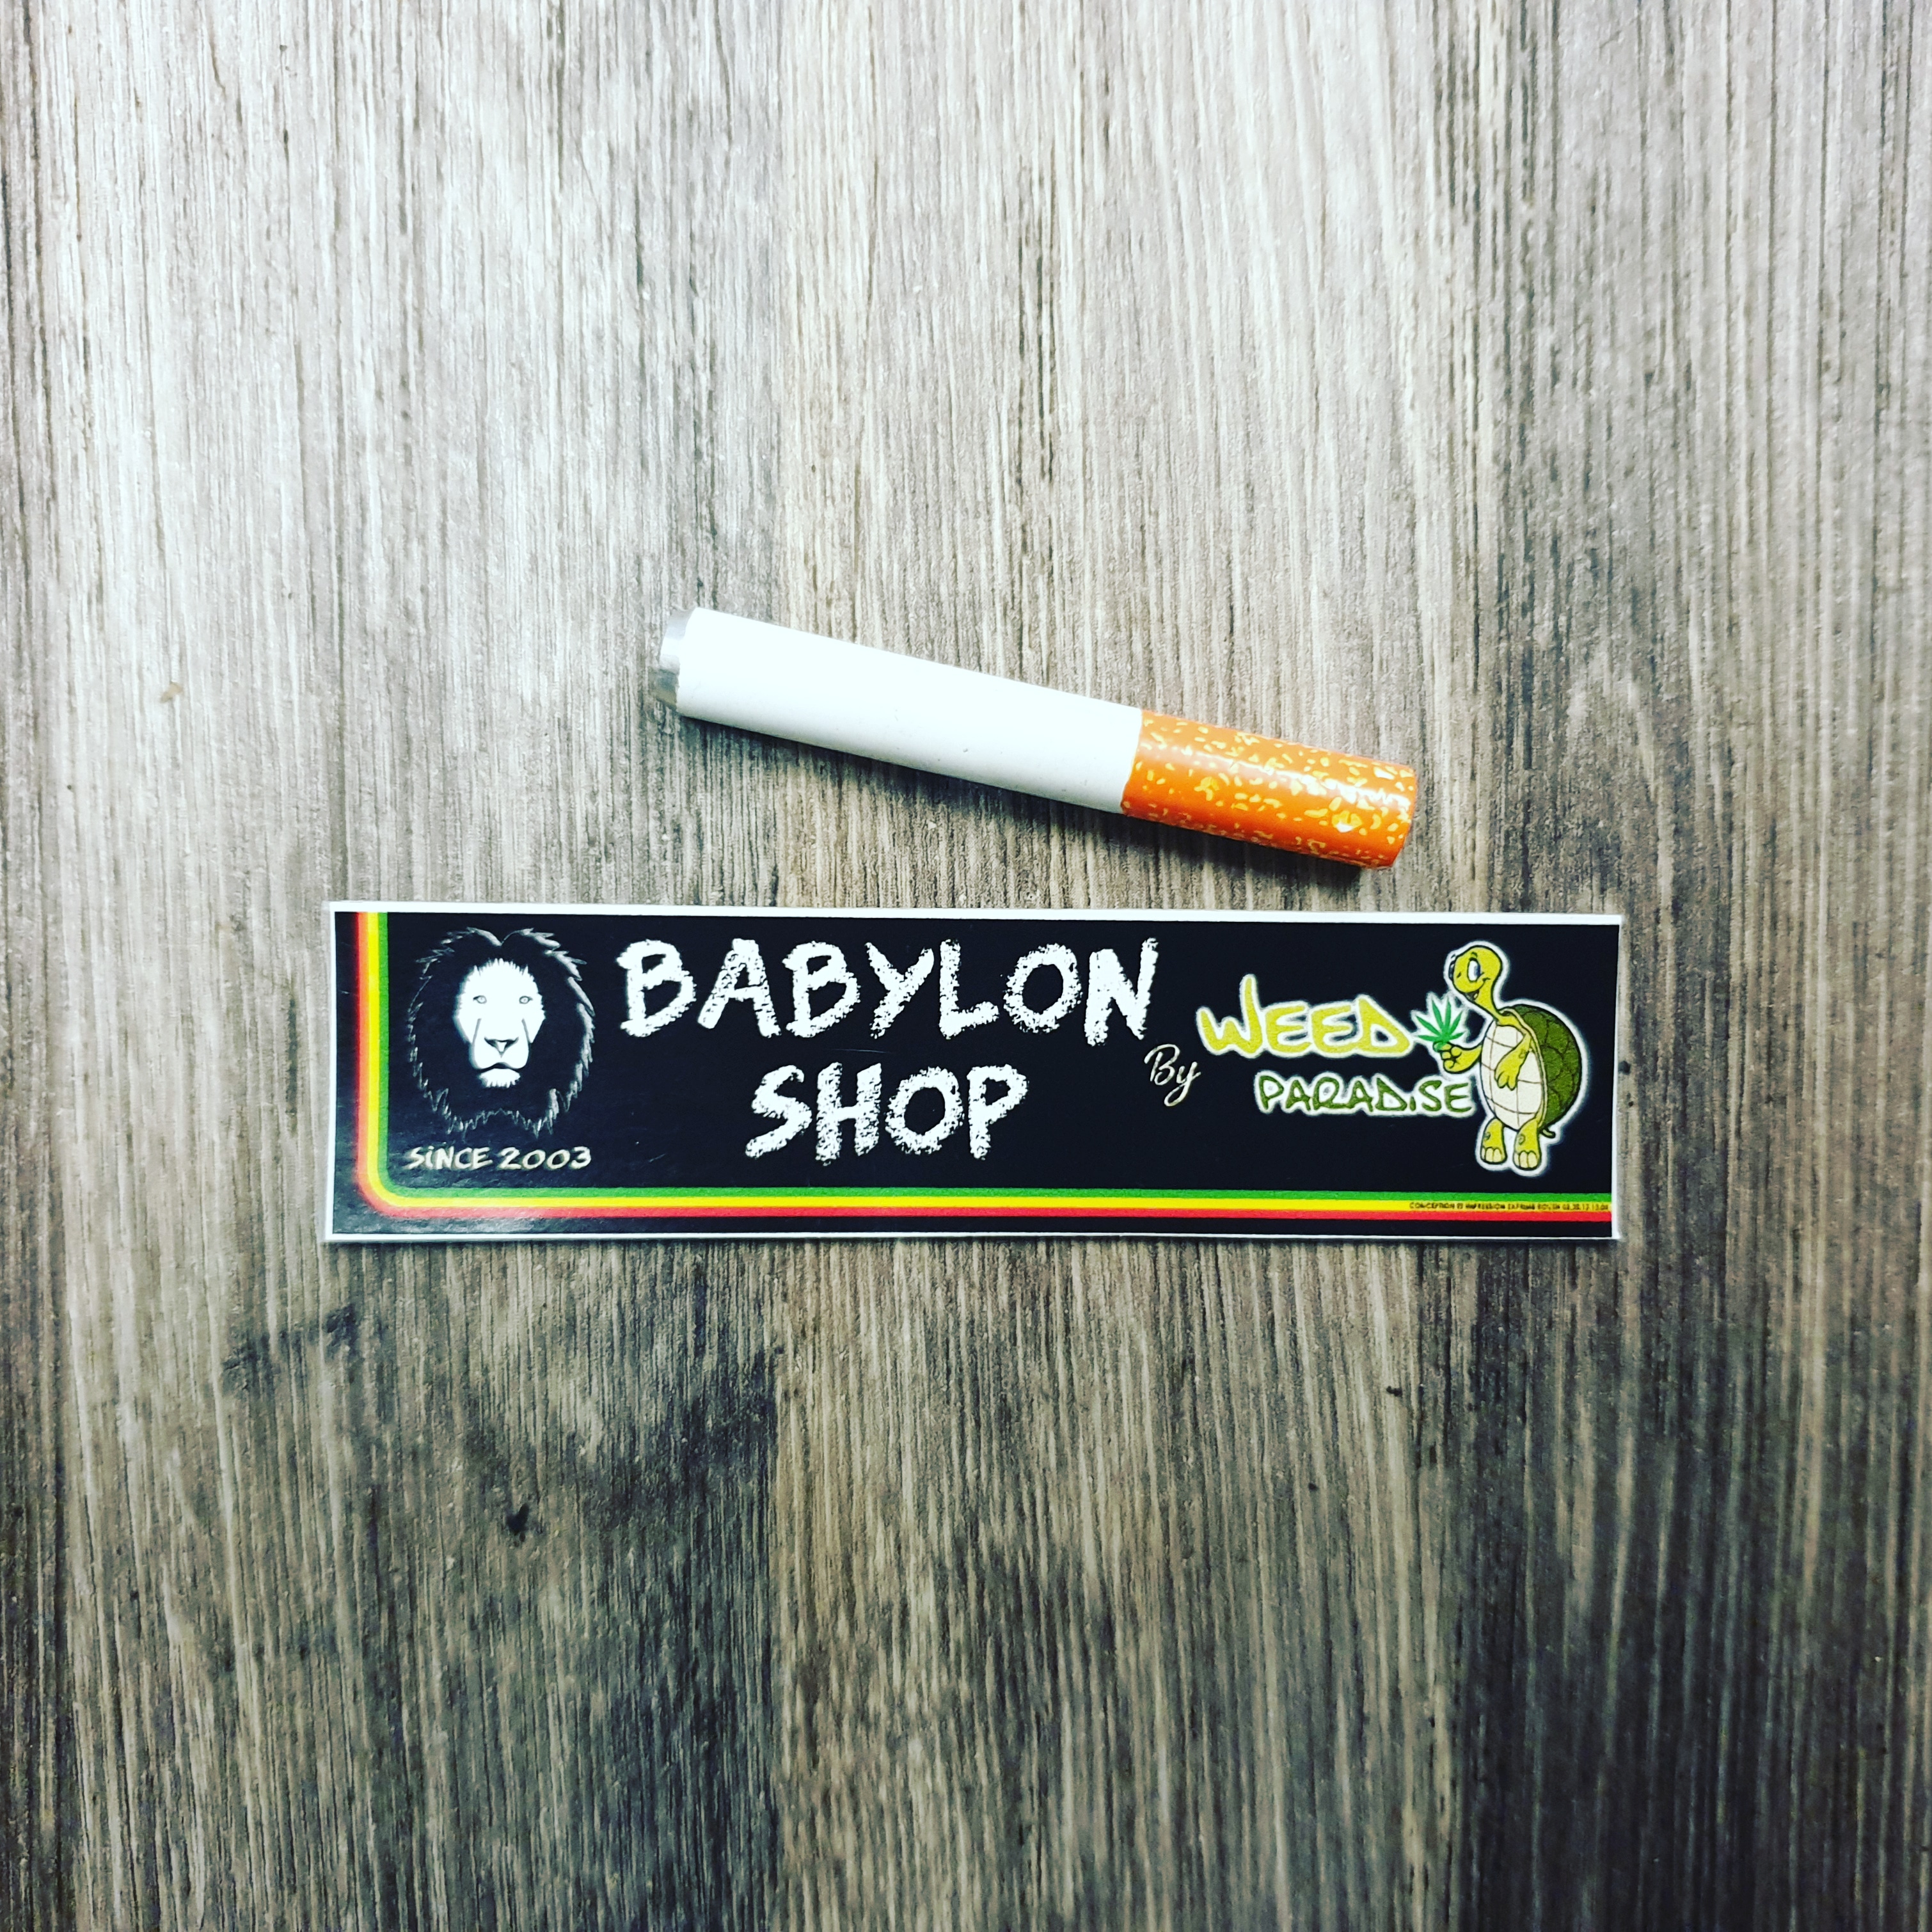 BABYLON
SHOP
By
WEED
PARADiSE
SiNCE 2003